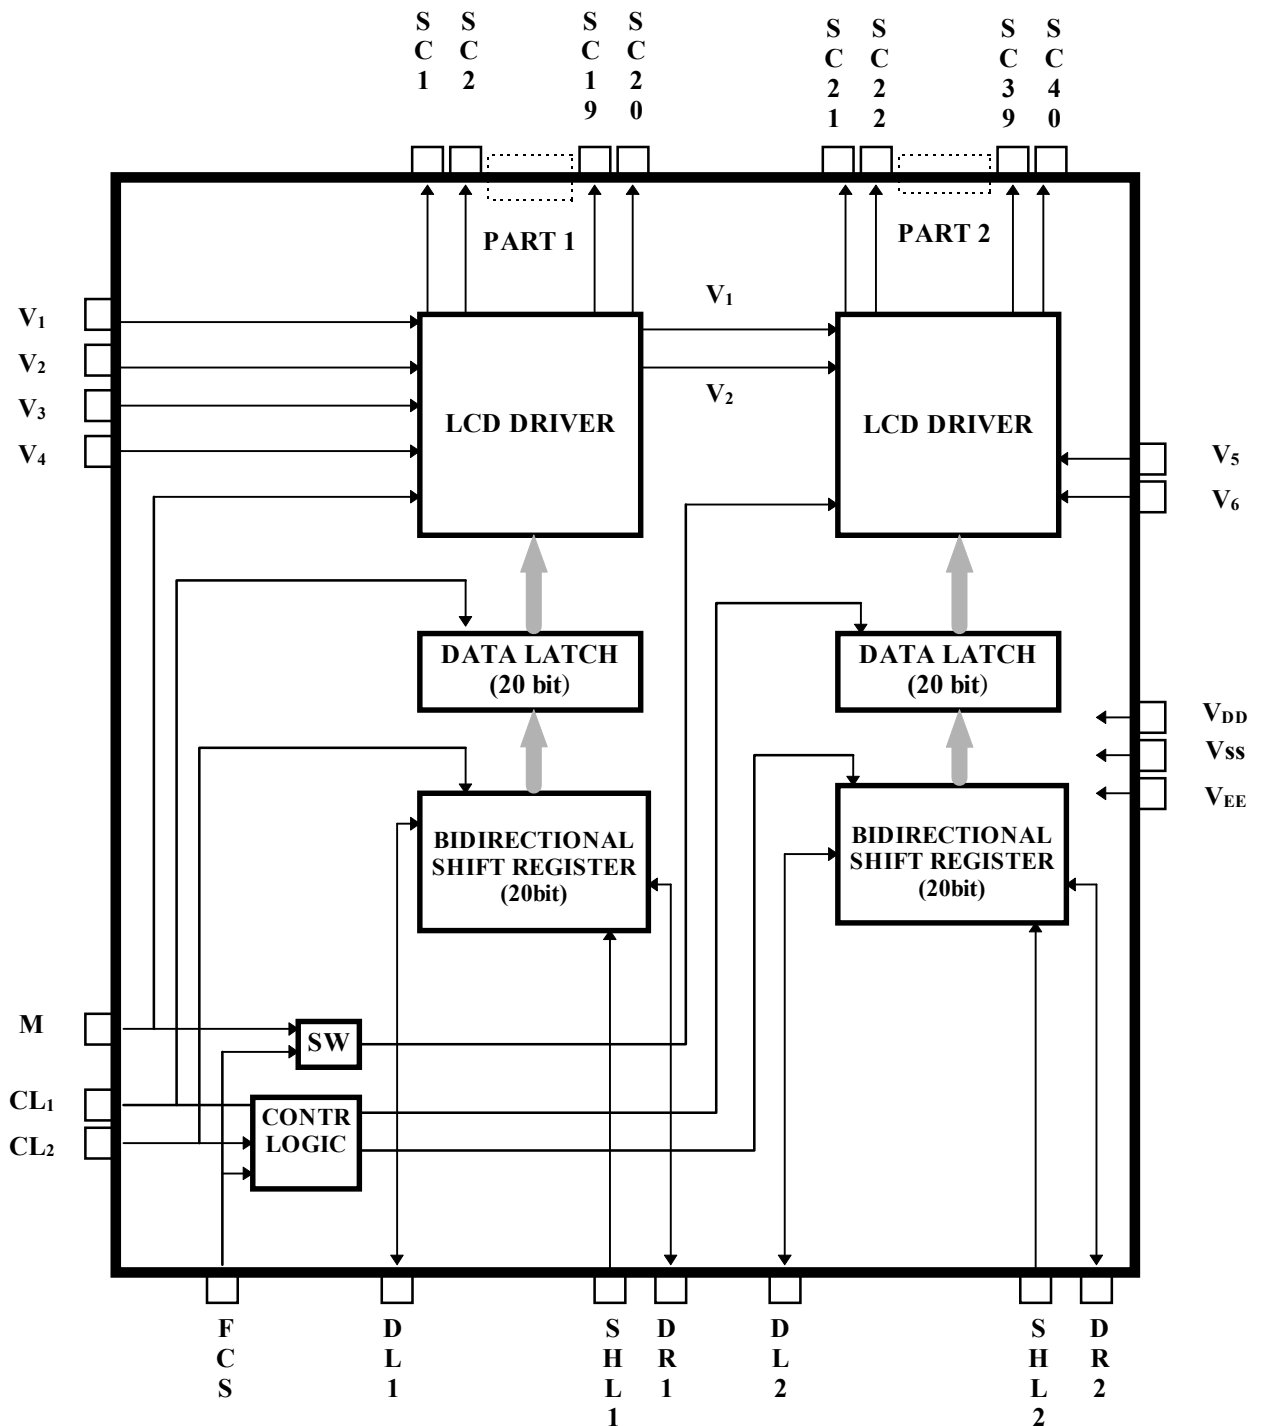 SC1
SC2
SC19
SC20
SC21
SC22
SC39
SC40
PART 1
PART 2
V1
V2
V3
V4
V1
V2
LCD DRIVER
LCD DRIVER
V5
V6
DATA LATCH
(20 bit)
DATA LATCH
(20 bit)
VDD
Vss
VEE
BIDIRECTIONAL
SHIFT REGISTER
(20bit)
BIDIRECTIONAL
SHIFT REGISTER
(20bit)
M
SW
CL1
CL2
CONTR
LOGIC
FCS
DL1
SHL1
DR1
DL2
SHL2
DR2